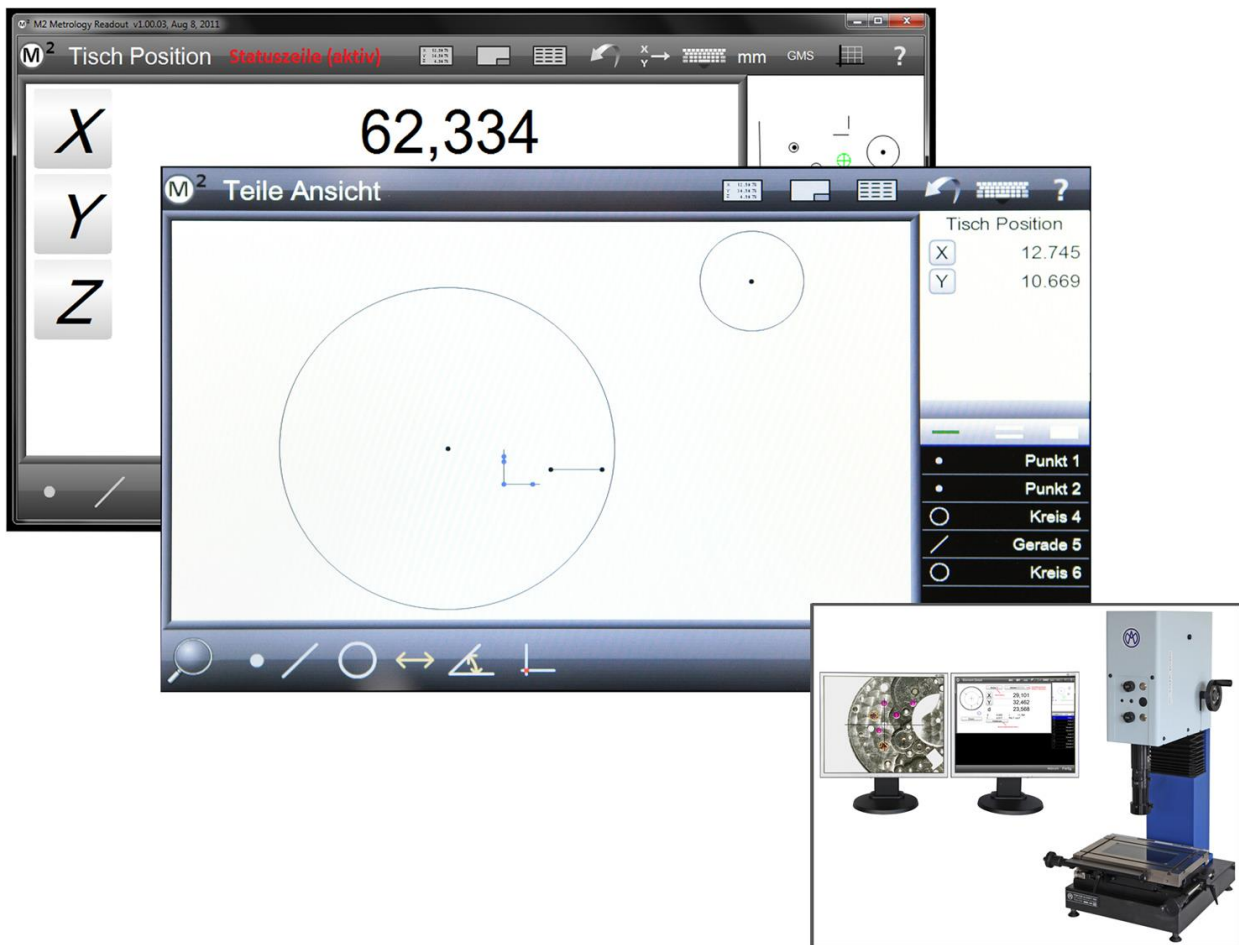 M2 M2 Metrology Readout v1.00.03, Aug 8, 2011
M2 Tisch Position Statuszeile (aktiv) X Y mm GMS ?
X 62,334
Y
Z
M2 Teile Ansicht ?
Tisch Position
X 12.745
Y 10.669
Punkt 1
Punkt 2
Kreis 4
Gerade 5
Kreis 6
X 29,101
Y 32,462
d 23,568